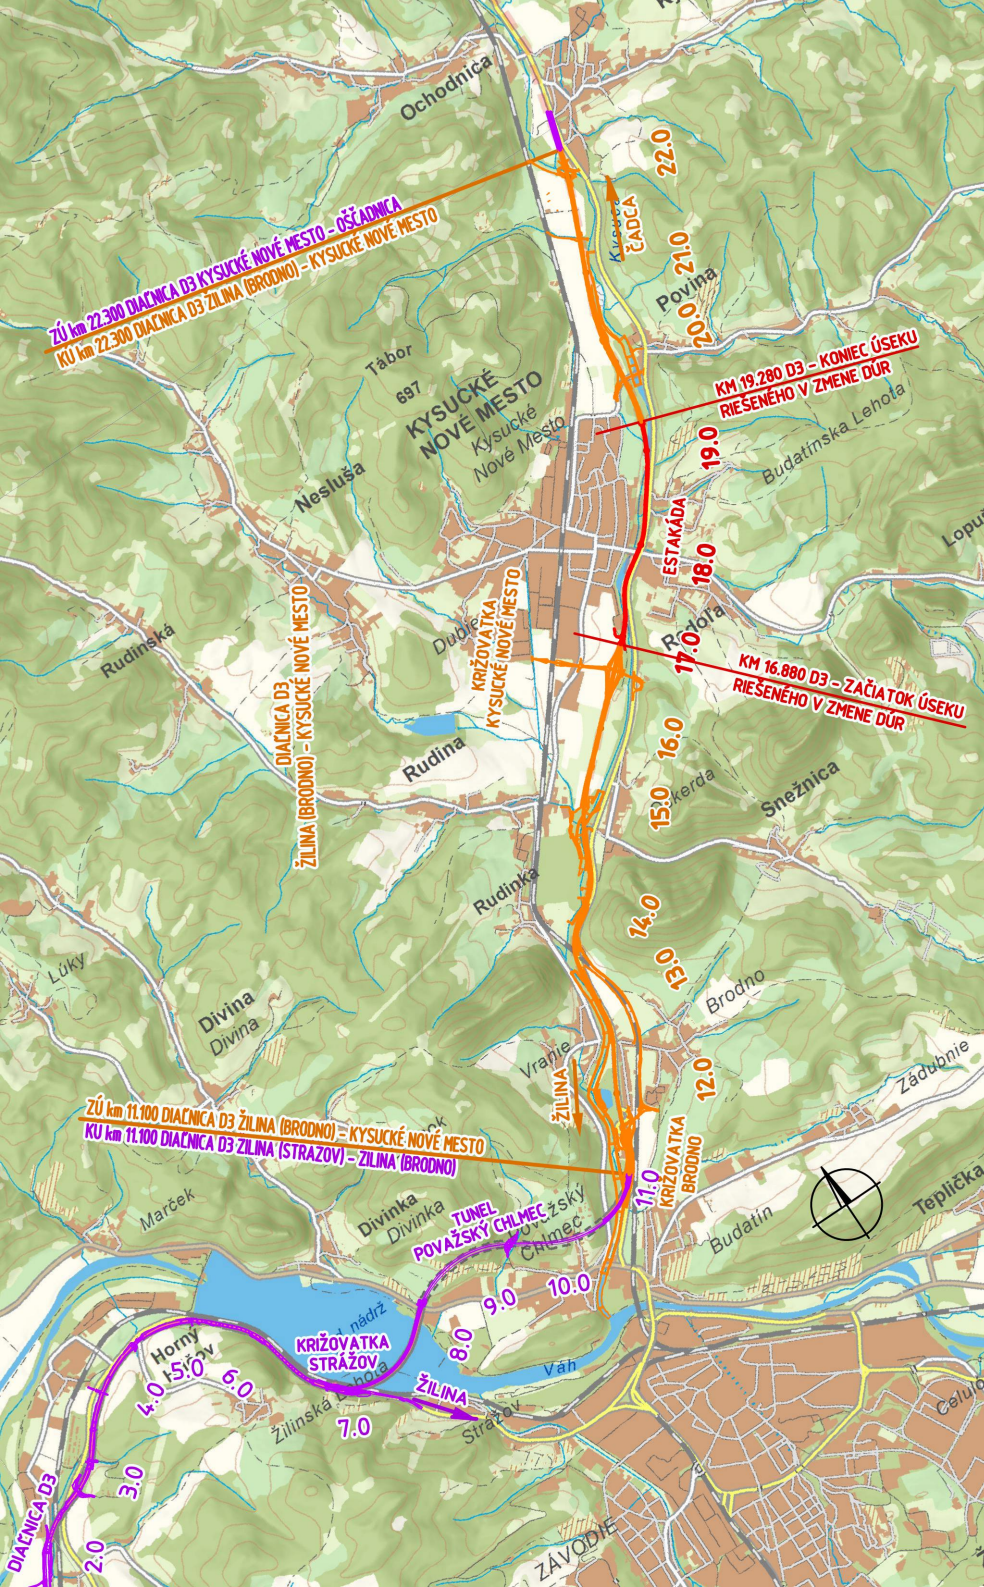 Ochodnica
22.0
ZÚ km 22.300 DIAĽNICA D3 KYSUCKÉ NOVÉ MESTO - OŠČADNICA
KÚ km 22.300 DIAĽNICA D3 ŽILINA (BRODNO) - KYSUCKÉ NOVÉ MESTO
ČADCA
21.0
Povina
20.0
Tábor
697
KYSUCKÉ
NOVÉ MESTO
Kysucké
Nové Mesto
KM 19.280 D3 - KONIEC ÚSEKU
RIEŠENÉHO V ZMENE DÚR
Budatínska Lehota
19.0
Nesluša
ESTAKÁDA
18.0
KRIŽOVATKA
KYSUCKÉ NOVÉ MESTO
Rudinská
17.0
KM 16.880 D3 - ZAČIATOK ÚSEKU
RIEŠENÉHO V ZMENE DÚR
DIAĽNICA D3
ŽILINA (BRODNO) - KYSUCKÉ NOVÉ MESTO
16.0
Rudina
15.0
Snežnica
Rudinka
14.0
13.0
Lúky
Brodno
Divina
Divina
Vranie
12.0
Zádubnie
ŽILINA
ZÚ km 11.100 DIAĽNICA D3 ŽILINA (BRODNO) - KYSUCKÉ NOVÉ MESTO
KÚ km 11.100 DIAĽNICA D3 ŽILINA (STRÁŽOV) - ŽILINA (BRODNO)
KRIŽOVATKA
BRODNO
11.0
Marček
Divinka
Divinka
TUNEL
POVAŽSKÝ CHLMEC
Považský
Chlmec
Budatín
Teplička
10.0
9.0
8.0
nádrž
KRIŽOVATKA
STRÁŽOV
Horný
Váh
4.0
5.0
6.0
7.0
ŽILINA
Žilinská Lehota
Strážov
3.0
DIAĽNICA D3
2.0
ZÁVODIE